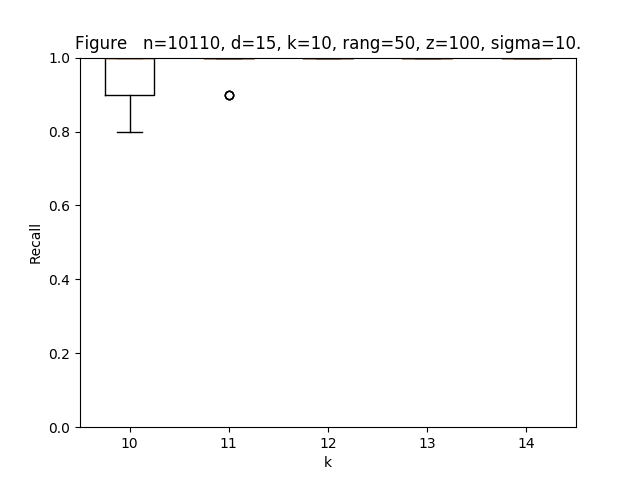 Figure   n=10110, d=15, k=10, rang=50, z=100, sigma=10.
1.0
0.8
0.6
0.4
0.2
0.0
Recall
10 11 12 13 14
k